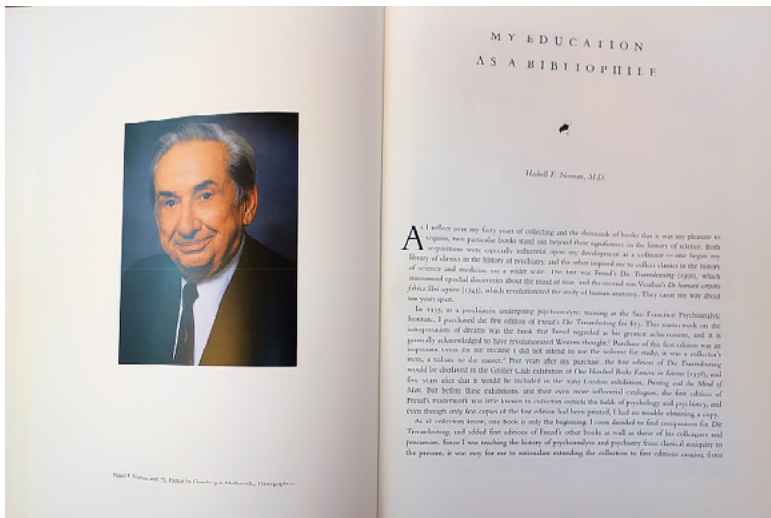 MY EDUCATION
AS A BIBLIOPHILE
Haskell F. Norman, M.D.
As I reflect over my forty years of collecting and the thousands of books that it was my pleasure to
acquire, two particular books stand out beyond their significance in the history of science. Both
acquisitions were especially influential upon my development as a collector — one began my
library of classics in the history of psychiatry; and the other inspired me to collect classics in the history
of science and medicine on a wider scale. The first was Freud's Die Traumdeutung (1900), which
announced epochal discoveries about the mind of man, and the second was Vesalius's De humani corporis
fabrica libri septem (1543), which revolutionized the study of human anatomy. They came my way about
ten years apart.
In 1953, as a psychiatrist undergoing psychoanalytic training at the San Francisco Psychoanalytic
Institute, I purchased the first edition of Freud's Die Traumdeutung for $75. This masterwork on the
interpretation of dreams was the book that Freud regarded as his greatest achievement, and it is
generally acknowledged to have revolutionized Western thought. Purchase of this first edition was an
important event for me because I did not intend to use the volume for study; it was a collector's
item, a tribute to the master. Five years after my purchase, the first edition of Die Traumdeutung
would be displayed in the Grolier Club exhibition of One Hundred Books Famous in Science (1958), and
five years after that it would be included in the 1963 London exhibition, Printing and the Mind of
Man. But before these exhibitions, and their even more influential catalogues, the first edition of
Freud's masterwork was little known to collectors outside the fields of psychology and psychiatry, and
even though only 600 copies of the first edition had been printed, I had no trouble obtaining a copy.
As all collectors know, one book is only the beginning. I soon decided to find companions for Die
Traumdeutung, and added first editions of Freud's other books as well as those of his colleagues and
precursors. Since I was teaching the history of psychoanalysis and psychiatry from classical antiquity to
the present, it was easy for me to rationalize extending the collection to first editions ranging from